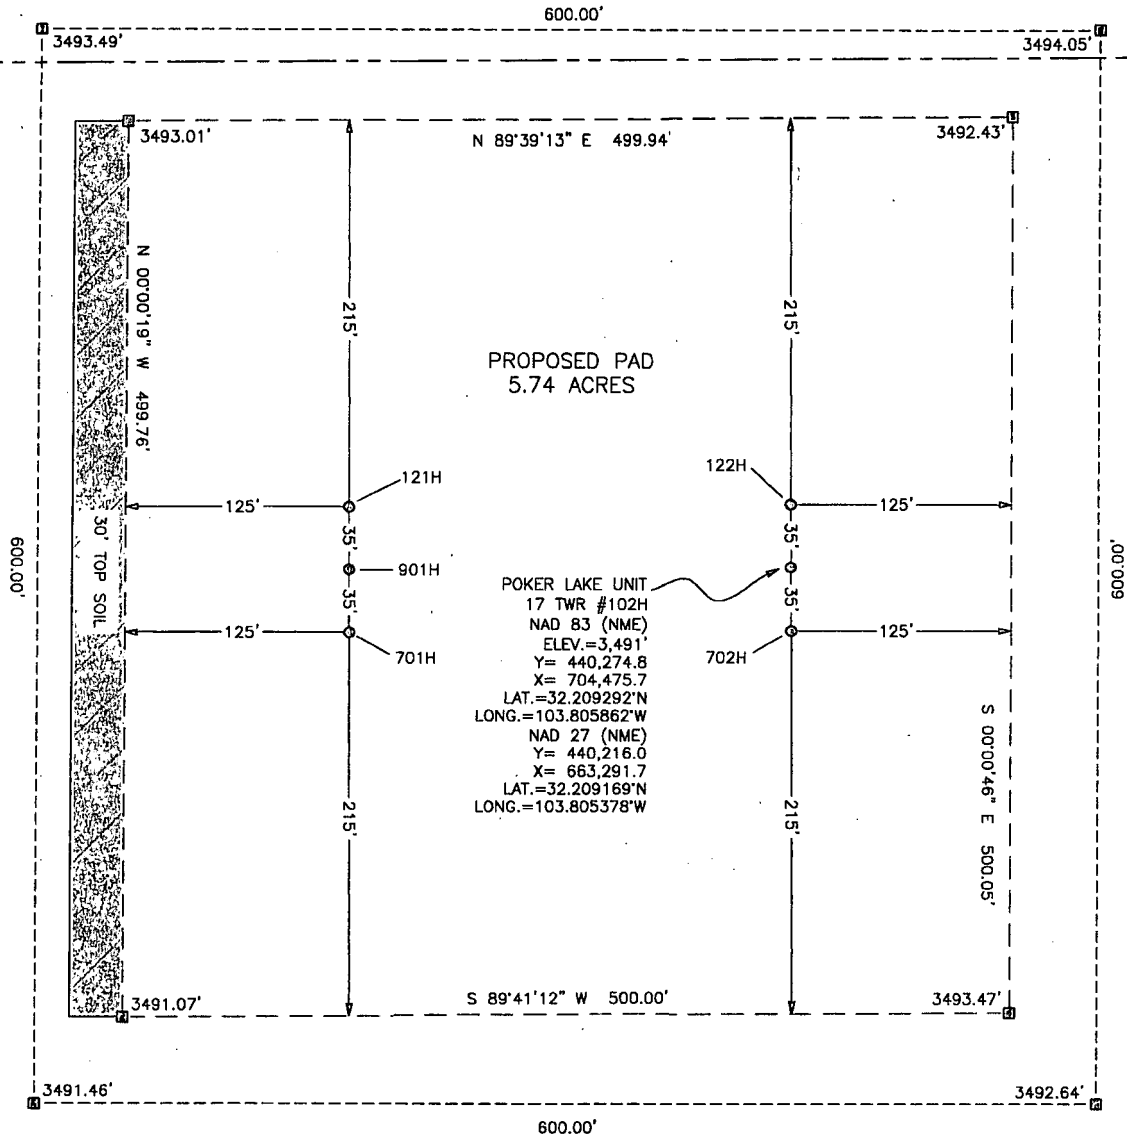 600.00'
3493.49'
3494.05'
3493.01'
N 89°39'13" E 499.94'
3492.43'
N 00°00'19" W 499.76'
215'
215'
PROPOSED PAD
5.74 ACRES
121H
122H
125'
125'
35'
35'
30' TOP SOIL
600.00'
600.00'
901H
35'
35'
POKER LAKE UNIT
17 TWR #102H
NAD 83 (NME)
ELEV.=3,491'
Y= 440,274.8
X= 704,475.7
LAT.=32.209292°N
LONG.=103.805862°W
NAD 27 (NME)
Y= 440,216.0
X= 663,291.7
LAT.=32.209169°N
LONG.=103.805378°W
125'
125'
701H
702H
S 00°00'46" E 500.05'
215'
215'
3491.07'
S 89°41'12" W 500.00'
3493.47'
3491.46'
3492.64'
600.00'